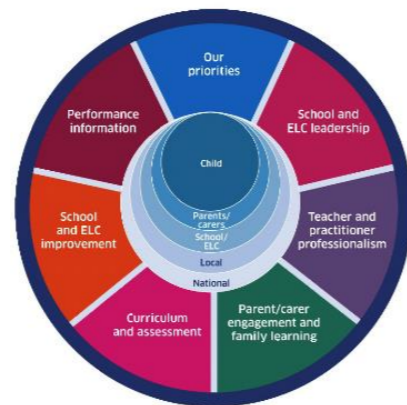 Our
priorities
School and
ELC leadership
Teacher and
practitioner
professionalism
Parent/carer
engagement and
family learning
Curriculum
and assessment
School
and ELC
improvement
Performance
information
Child
Parents/
carers
School/
ELC
Local
National